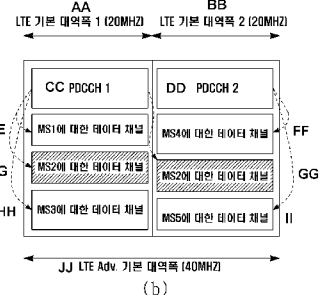 AA
BB
LTE 기본 대역폭 1 (20MHZ)
LTE 기본 대역폭 2 (20MHZ)
CC PDCCH 1
DD PDCCH 2
E
MS1에 대한 데이터 채널
MS4에 대한 데이터 채널
FF
G
MS2에 대한 데이터 채널
MS2에 대한 데이터 채널
GG
HH
MS3에 대한 데이터 채널
MS5에 대한 데이터 채널
II
JJ LTE Adv. 기본 대역폭 (40MHZ)
(b)